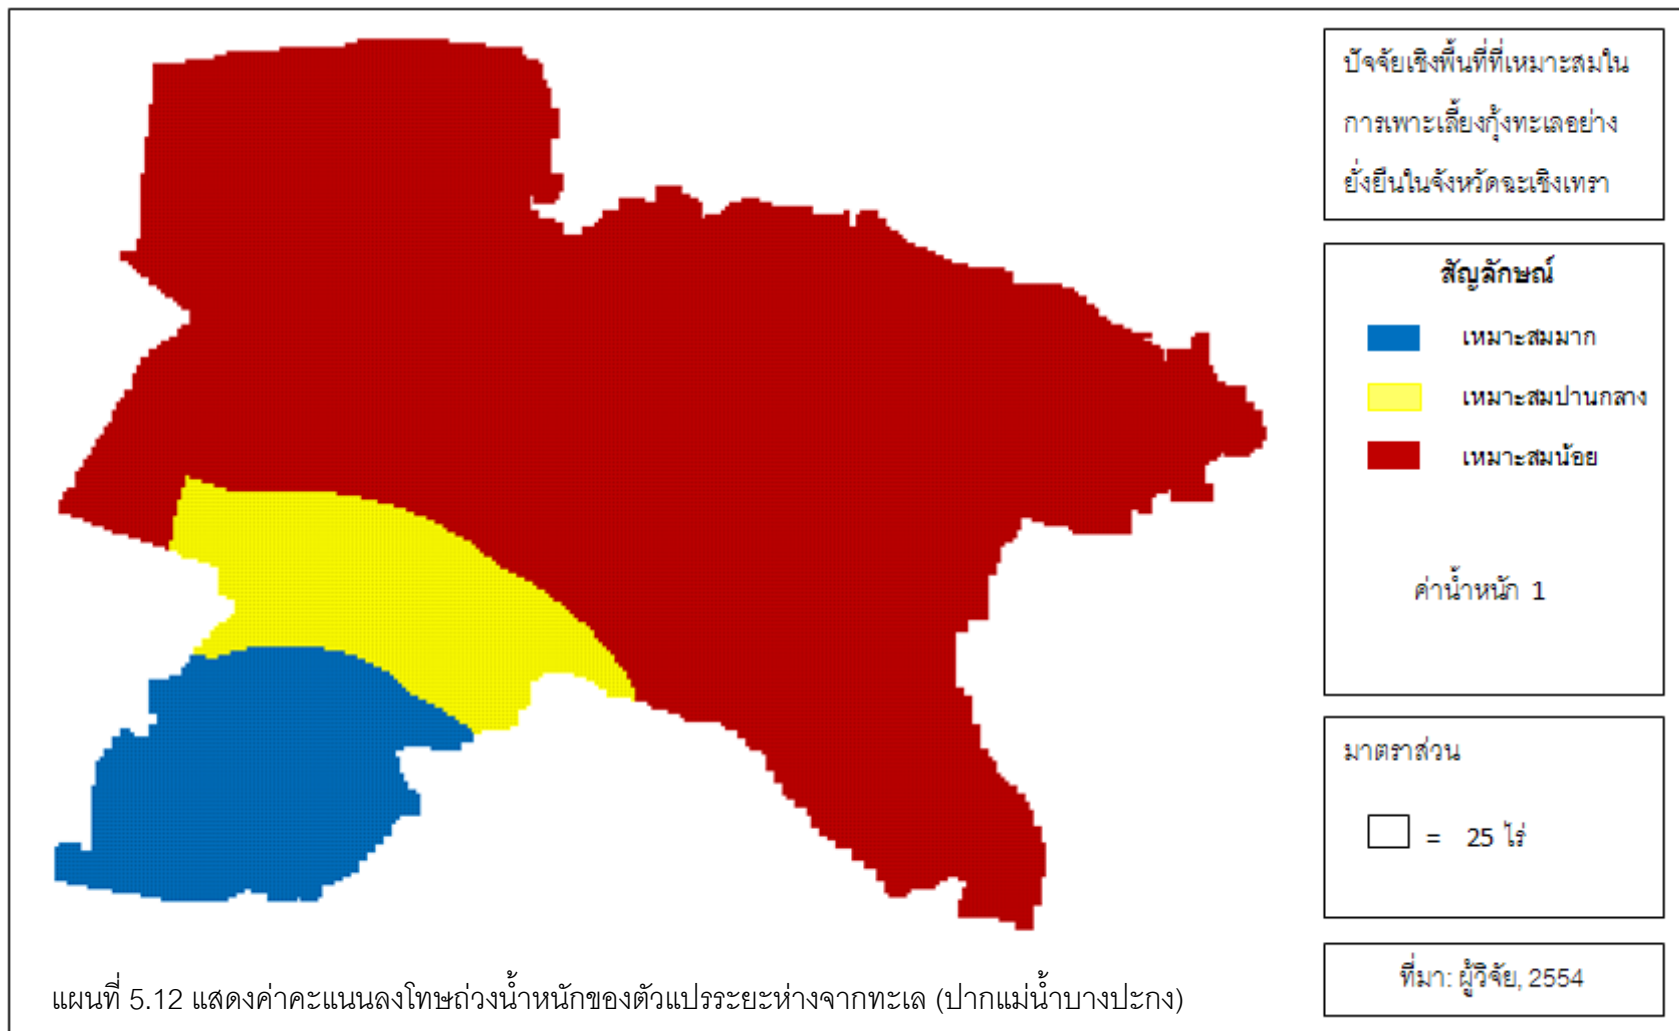 ปัจจัยเชิงพื้นที่ที่เหมาะสมใน
การเพาะเลี้ยงกุ้งทะเลอย่าง
ยั่งยืนในจังหวัดฉะเชิงเทรา
สัญลักษณ์
เหมาะสมมาก
เหมาะสมปานกลาง
เหมาะสมน้อย
ค่าน้ำหนัก 1
มาตราส่วน
= 25 ไร่
ที่มา: ผู้วิจัย, 2554
แผนที่ 5.12 แสดงค่าคะแนนลงโทษถ่วงน้ำหนักของตัวแปรระยะห่างจากทะเล (ปากแม่น้ำบางปะกง)